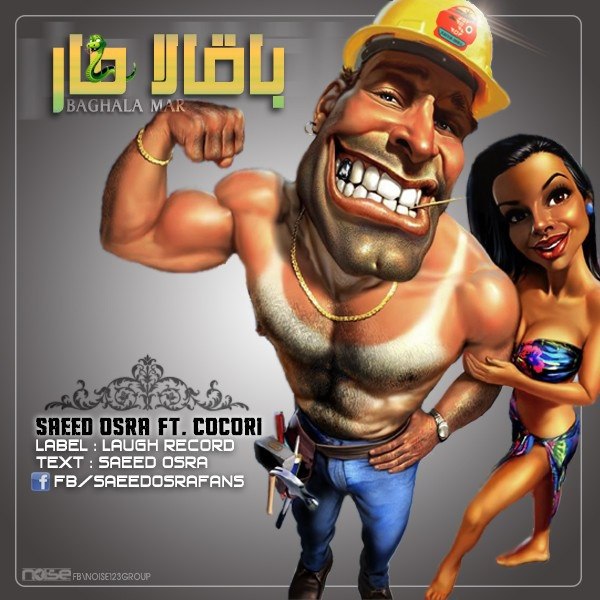 باقالا مار
BAGHALA MAR
SAEED OSRA FT. COCORI
LABEL : LAUGH RECORD
TEXT : SAEED OSRA
f FB/SAEEDOSRAFANS
NOISE FB\NOISE123GROUP